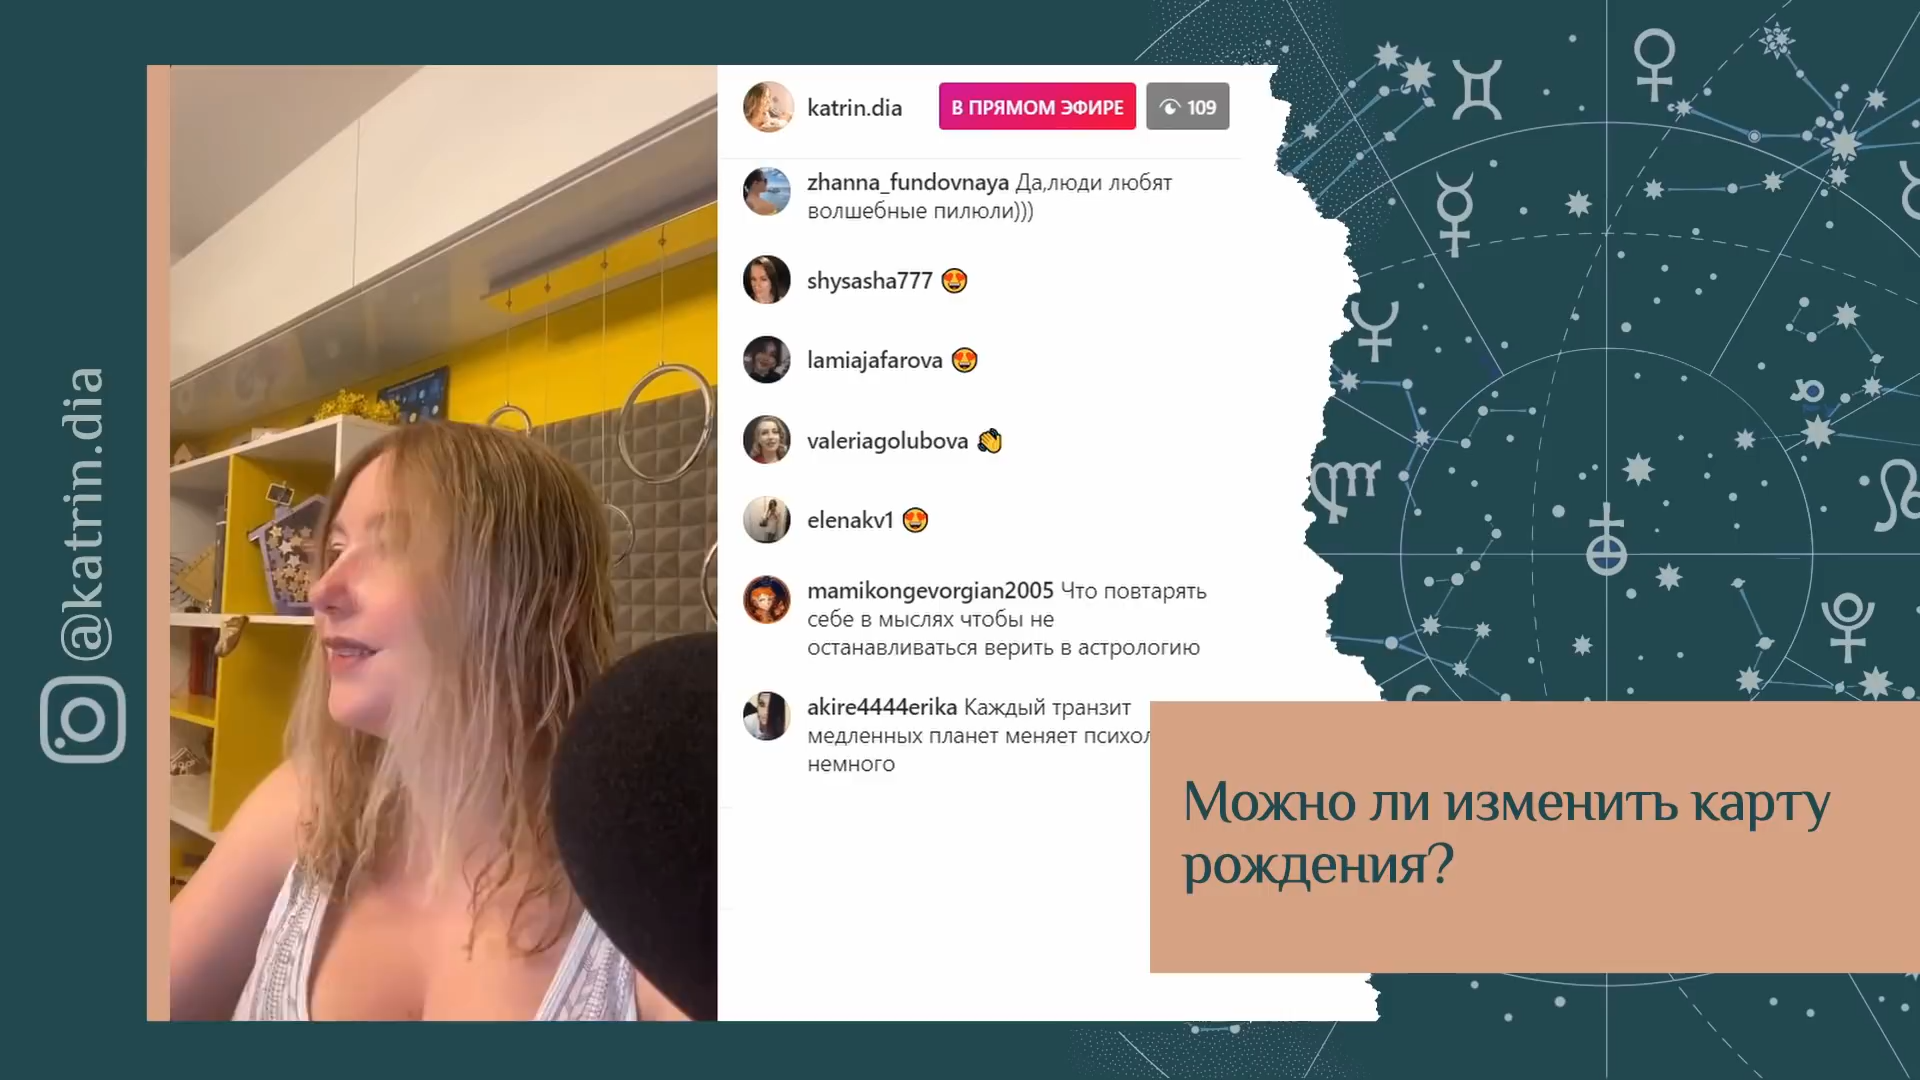 @katrin.dia
katrin.dia
В ПРЯМОМ ЭФИРЕ
109
zhanna_fundovnaya Да,люди любят
волшебные пилюли)))
shysasha777 😍
lamiajafarova 😍
valeriagolubova 👏
elenakv1 😍
mamikongevorgian2005 Что повтарять
себе в мыслях чтобы не
останавливаться верить в астрологию
akire4444erika Каждый транзит
медленных планет меняет психол
немного
Можно ли изменить карту
рождения?